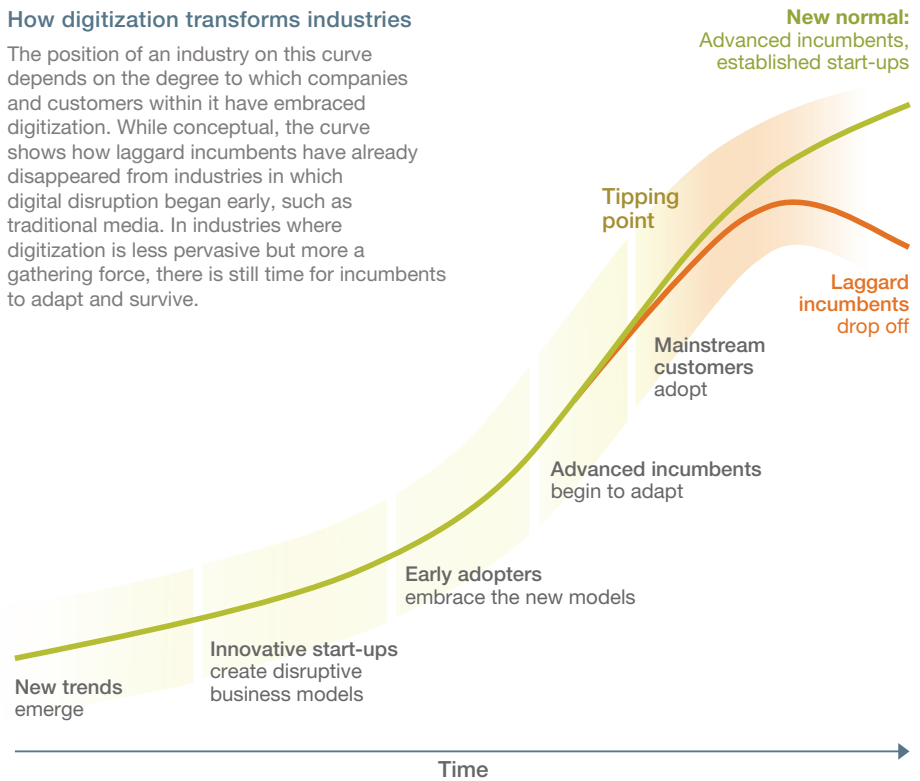 How digitization transforms industries
The position of an industry on this curve
depends on the degree to which companies
and customers within it have embraced
digitization. While conceptual, the curve
shows how laggard incumbents have already
disappeared from industries in which
digital disruption began early, such as
traditional media. In industries where
digitization is less pervasive but more a
gathering force, there is still time for incumbents
to adapt and survive.
New normal:
Advanced incumbents,
established start-ups
Tipping
point
Laggard
incumbents
drop off
Mainstream
customers
adopt
Advanced incumbents
begin to adapt
Early adopters
embrace the new models
Innovative start-ups
create disruptive
business models
New trends
emerge
Time